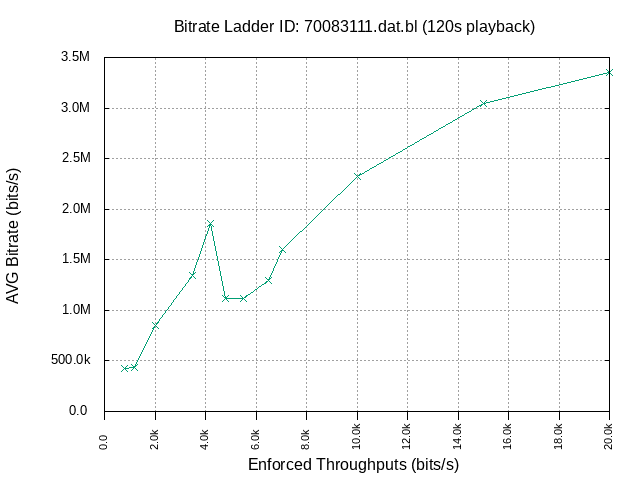 Bitrate Ladder ID: 70083111.dat.bl (120s playback)
3.5M
3.0M
2.5M
2.0M
1.5M
1.0M
500.0k
0.0
AVG Bitrate (bits/s)
0.0 2.0k 4.0k 6.0k 8.0k 10.0k 12.0k 14.0k 16.0k 18.0k 20.0k
Enforced Throughputs (bits/s)